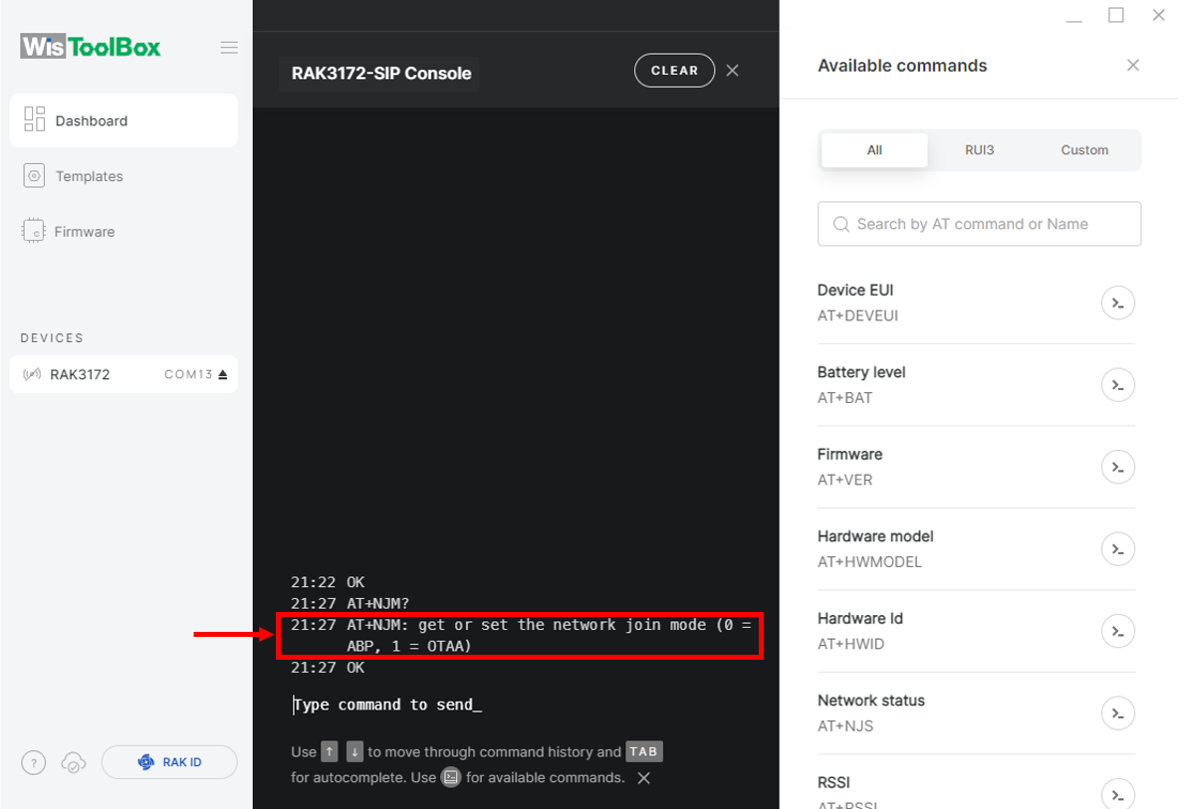 WisToolBox
Dashboard
Templates
Firmware
DEVICES
RAK3172 COM13
? RAK ID
RAK3172-SIP Console CLEAR
21:22 OK
21:27 AT+NJM?
21:27 AT+NJM: get or set the network join mode (0 =
ABP, 1 = OTAA)
21:27 OK
Type command to send_
Use ↑ ↓ to move through command history and TAB
for autocomplete. Use for available commands.
Available commands
All RUI3 Custom
Search by AT command or Name
Device EUI
AT+DEVEUI
Battery level
AT+BAT
Firmware
AT+VER
Hardware model
AT+HWMODEL
Hardware Id
AT+HWID
Network status
AT+NJS
RSSI
AT+RSSI